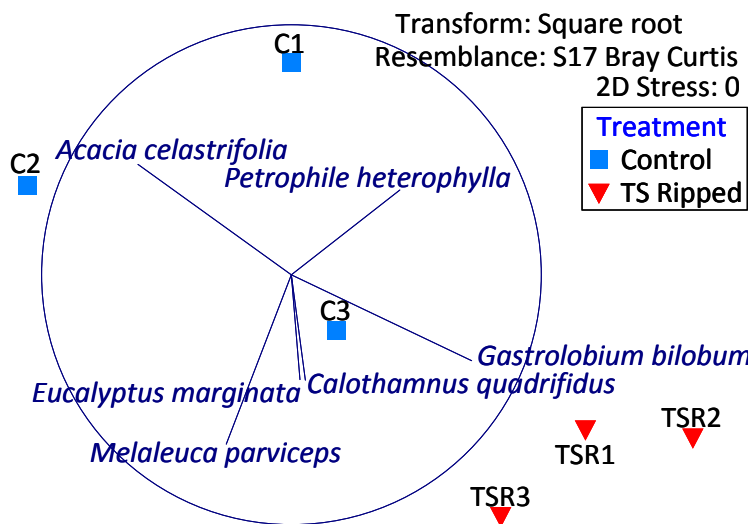 Transform: Square root
Resemblance: S17 Bray Curtis
2D Stress: 0
Treatment
Control
TS Ripped
C1
C2
Acacia celastrifolia
Petrophile heterophylla
C3
Gastrolobium bilobum
Eucalyptus marginata
Calothamnus quadrifidus
Melaleuca parviceps
TSR1
TSR2
TSR3